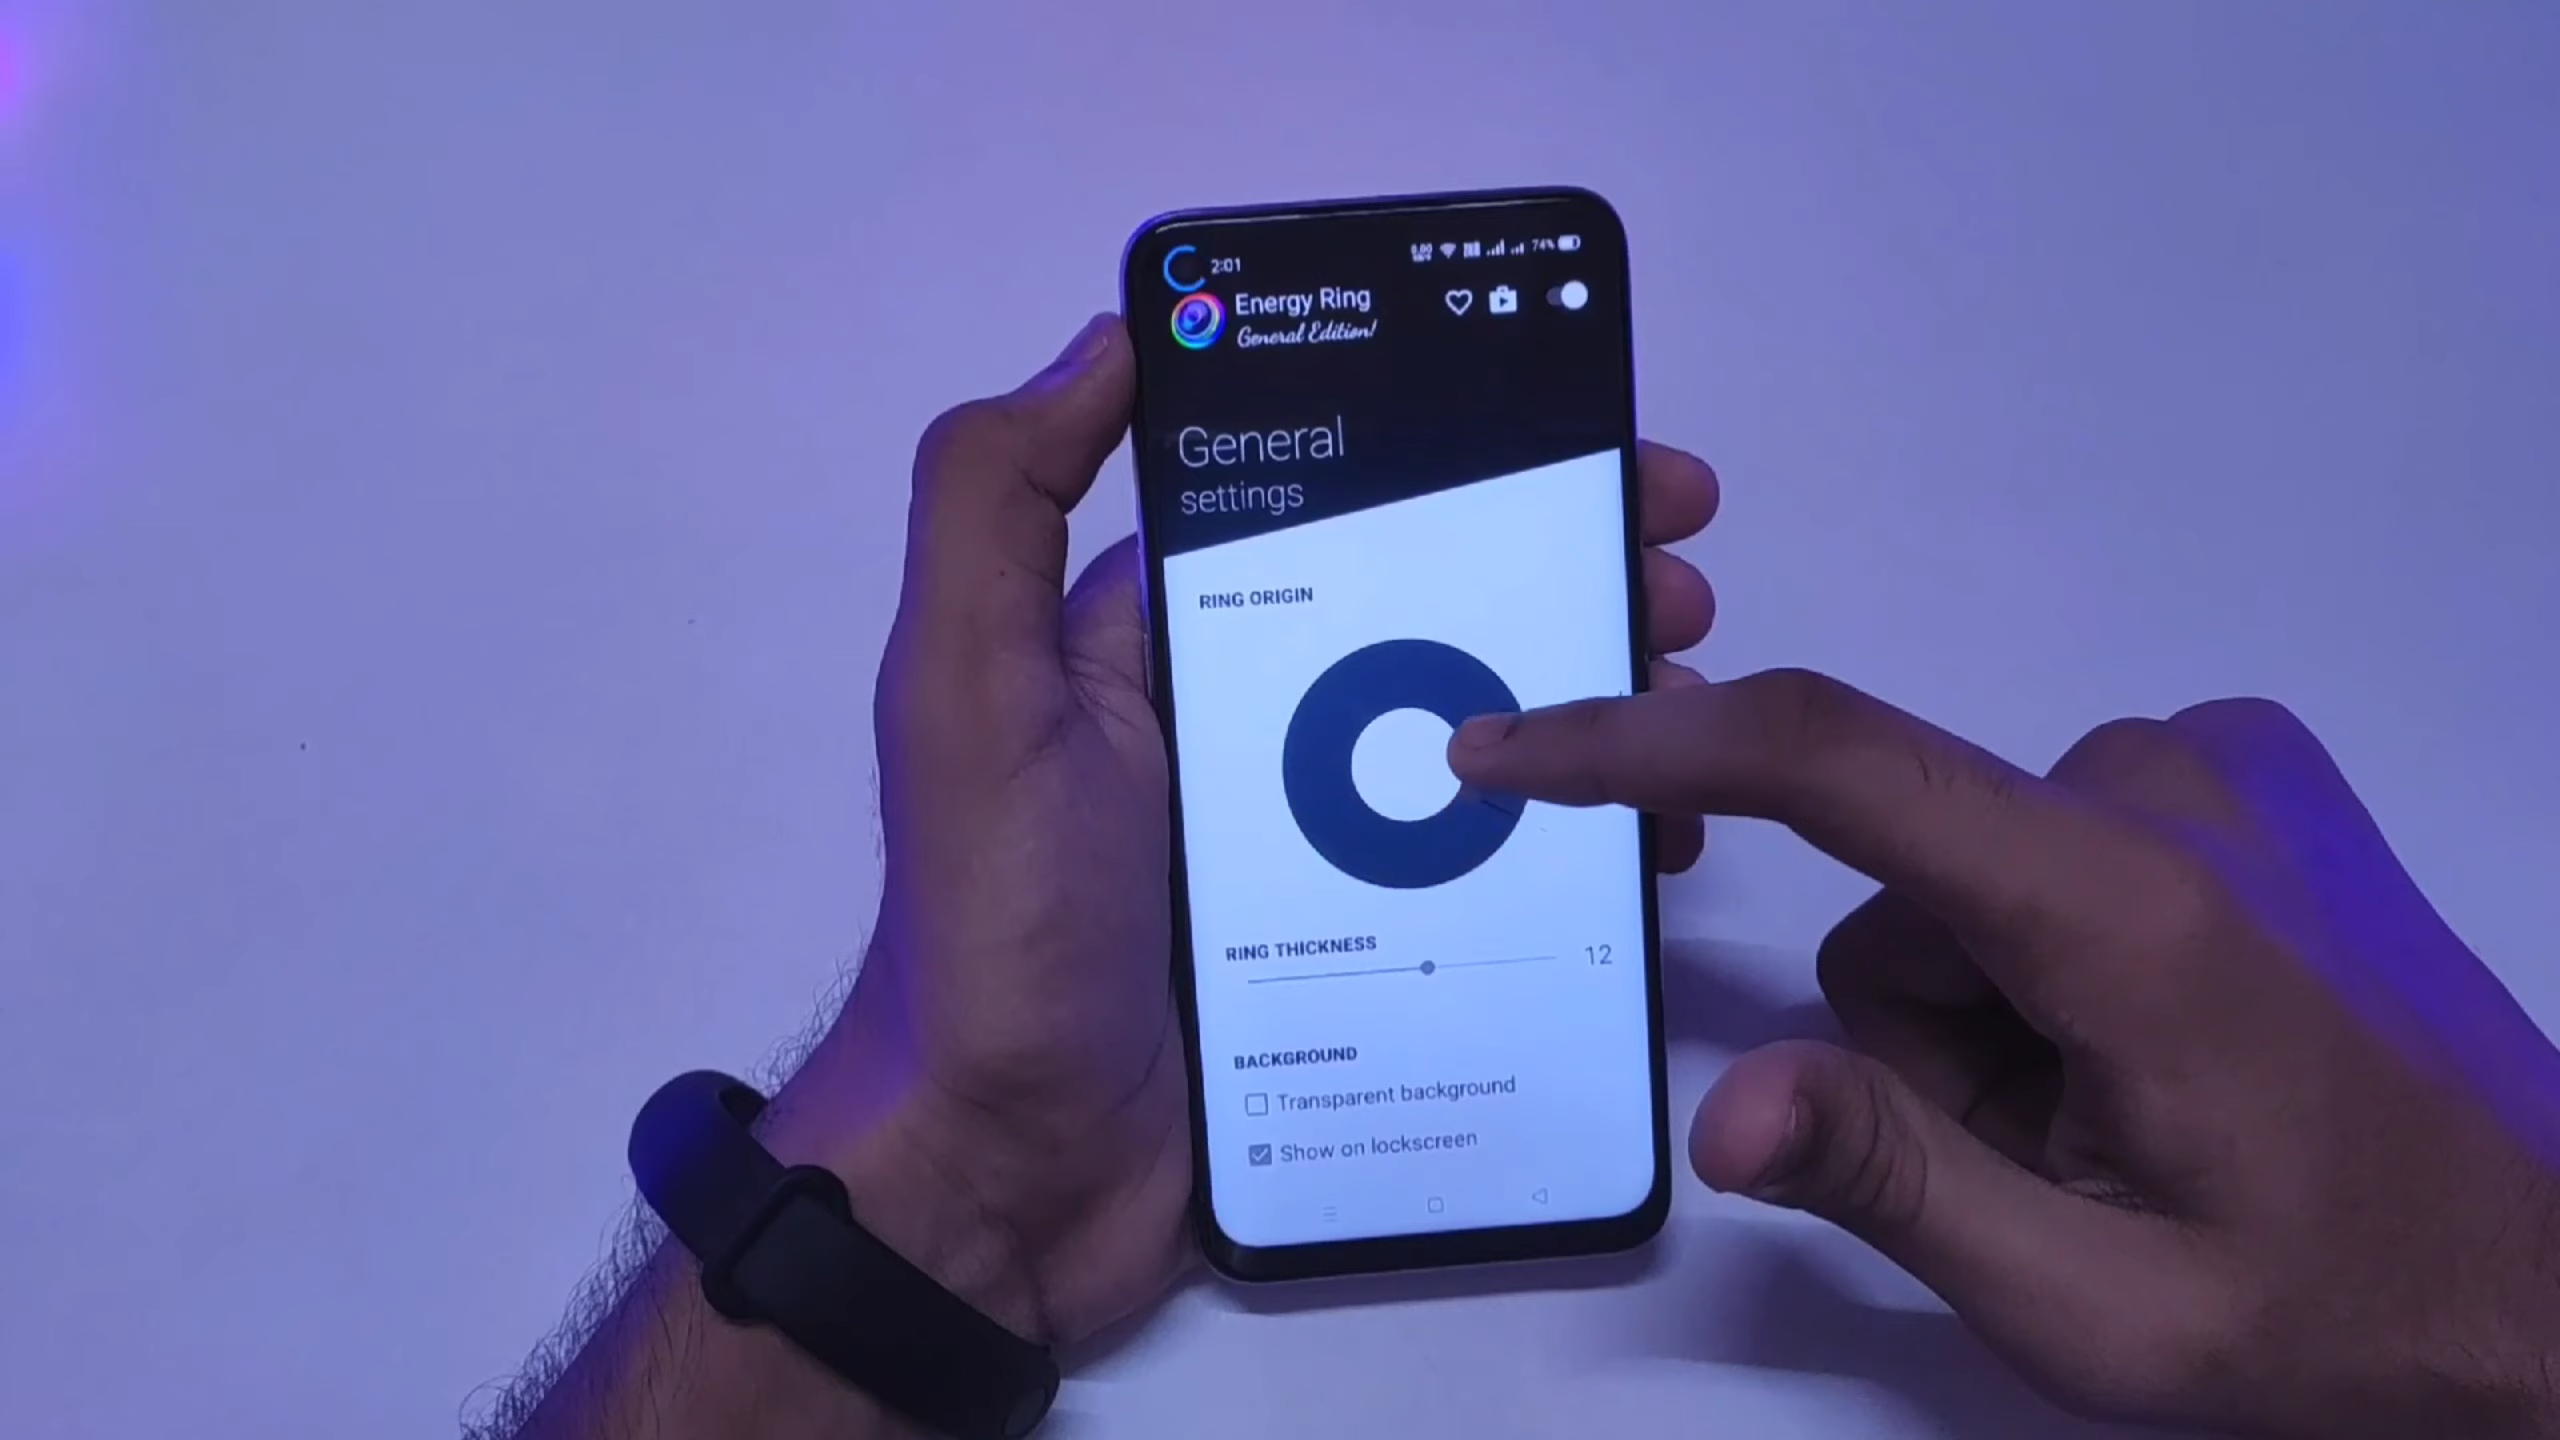 2:01
74%
Energy Ring
General Edition!
General
settings
RING ORIGIN
RING THICKNESS
12
BACKGROUND
Transparent background
Show on lockscreen